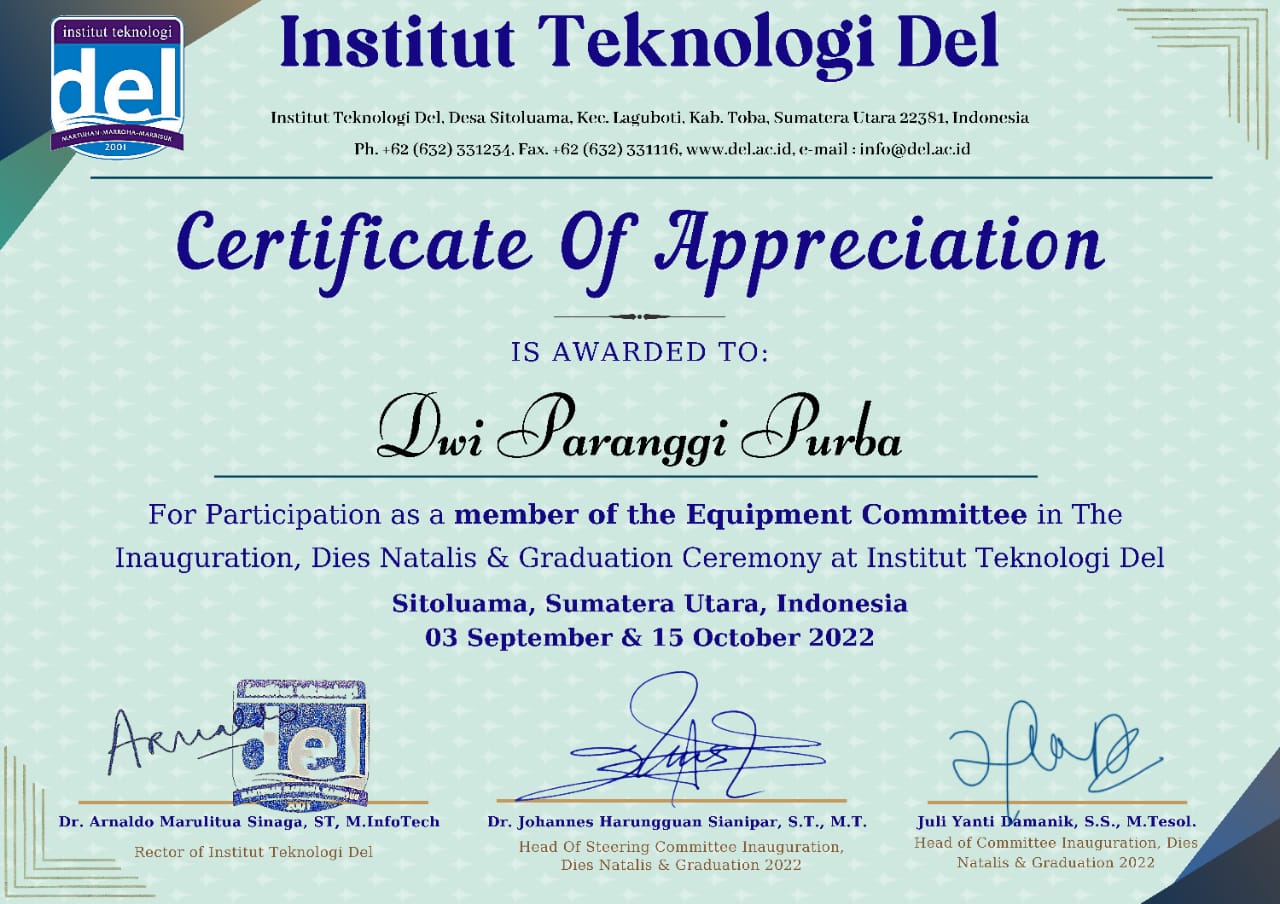 institut teknologi
del
MARTUHAN-MARROHA-MARBISUK
2001
Institut Teknologi Del
Institut Teknologi Del, Desa Sitoluama, Kec. Laguboti, Kab. Toba, Sumatera Utara 22381, Indonesia
Ph. +62 (632) 331234, Fax. +62 (632) 331116, www.del.ac.id, e-mail : info@del.ac.id
Certificate Of Appreciation
IS AWARDED TO:
Dwi Paranggi Purba
For Participation as a member of the Equipment Committee in The
Inauguration, Dies Natalis & Graduation Ceremony at Institut Teknologi Del
Sitoluama, Sumatera Utara, Indonesia
03 September & 15 October 2022
Arnaldo
del
2001
Dr. Arnaldo Marulitua Sinaga, ST, M.InfoTech
Rector of Institut Teknologi Del
Dr. Johannes Harungguan Sianipar, S.T., M.T.
Head Of Steering Committee Inauguration,
Dies Natalis & Graduation 2022
Juli Yanti Damanik, S.S., M.Tesol.
Head of Committee Inauguration, Dies
Natalis & Graduation 2022